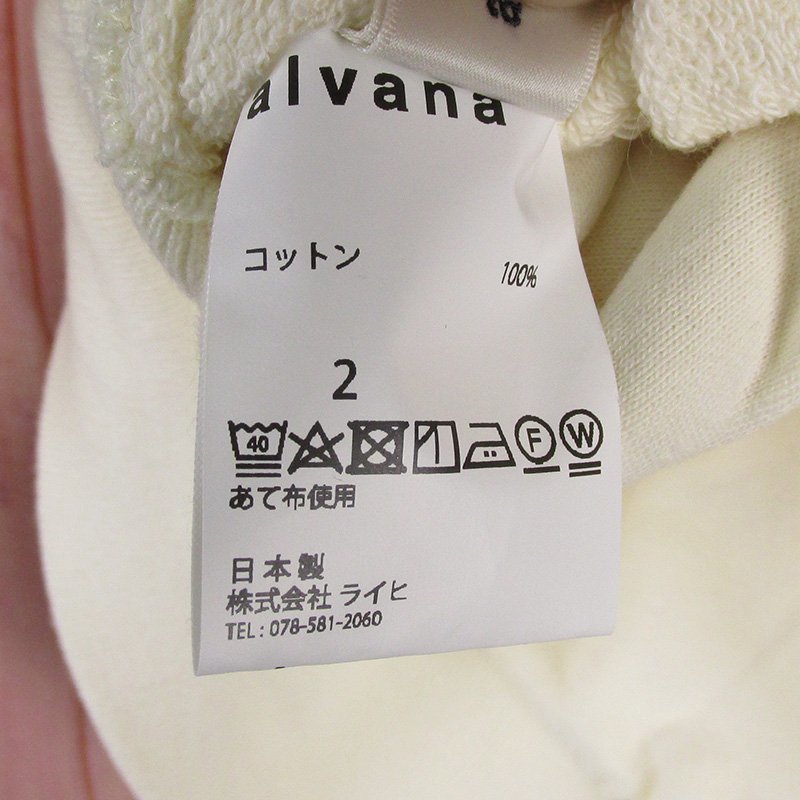 alvana
コットン 100%
2
40 F W
あて布使用
日本製
株式会社 ライヒ
TEL : 078-581-2060